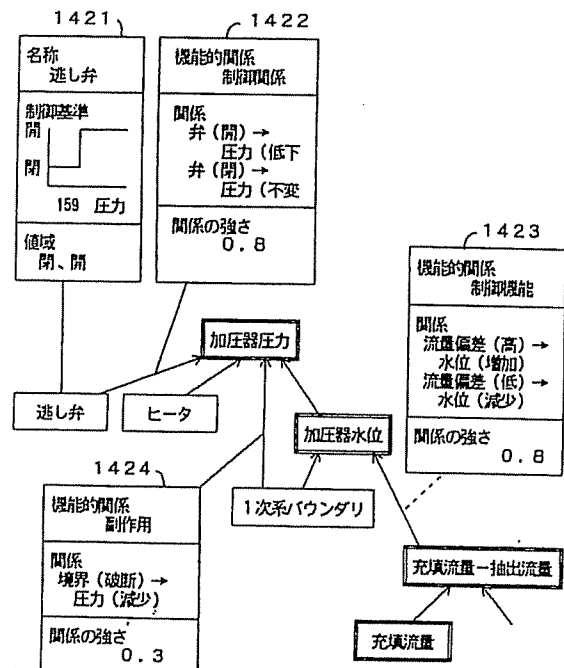 1421
名称
逃し弁
制御基準
開
閉
159 圧力
値域
閉、開
1422
機能的関係
制御関係
関係
弁(開)→
圧力(低下
弁(閉)→
圧力(不変
関係の強さ
0.8
1423
機能的関係
制御機能
関係
流量偏差(高)→
水位(増加)
流量偏差(低)→
水位(減少)
関係の強さ
0.8
加圧器圧力
逃し弁
ヒータ
加圧器水位
1424
機能的関係
副作用
関係
境界(破断)→
圧力(減少)
関係の強さ
0.3
1次系バウンダリ
充填流量ー抽出流量
充填流量